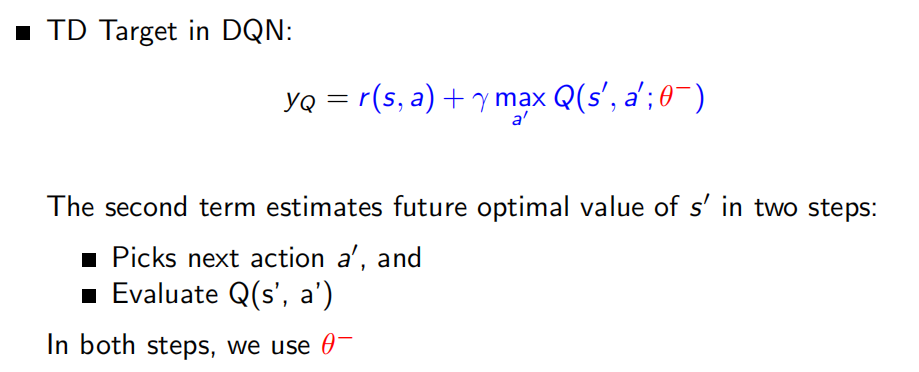 ■ TD Target in DQN:
y_Q = r(s, a) + γ max_{a′} Q(s′, a′; θ⁻)
The second term estimates future optimal value of s′ in two steps:
■ Picks next action a′, and
■ Evaluate Q(s', a')
In both steps, we use θ⁻